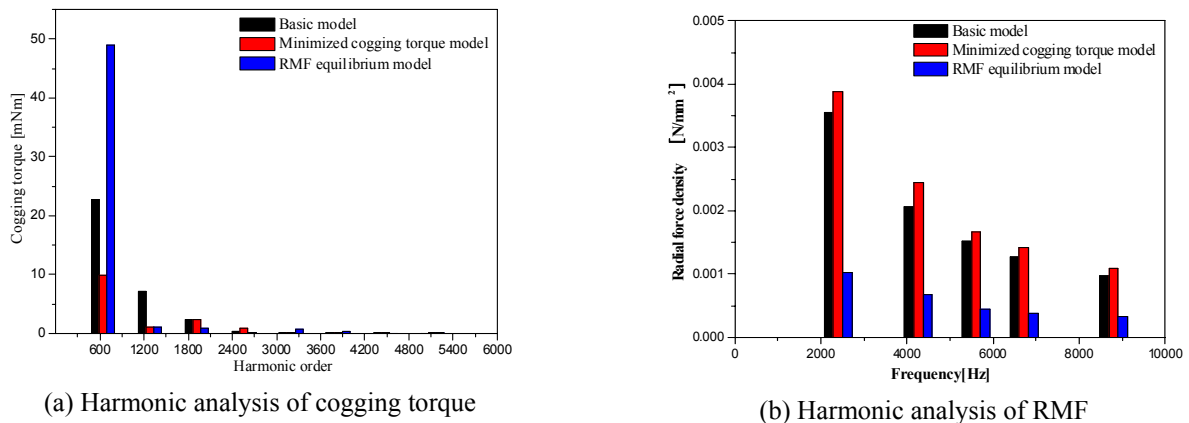 Basic model
Minimized cogging torque model
RMF equilibrium model
50
40
30
20
10
0
Cogging torque [mNm]
600 1200 1800 2400 3000 3600 4200 4800 5400 6000
Harmonic order
(a) Harmonic analysis of cogging torque
Basic model
Minimized cogging torque model
RMF equilibrium model
0.005
0.004
0.003
0.002
0.001
0.000
Radial force density [N/mm²]
0 2000 4000 6000 8000 10000
Frequency[Hz]
(b) Harmonic analysis of RMF